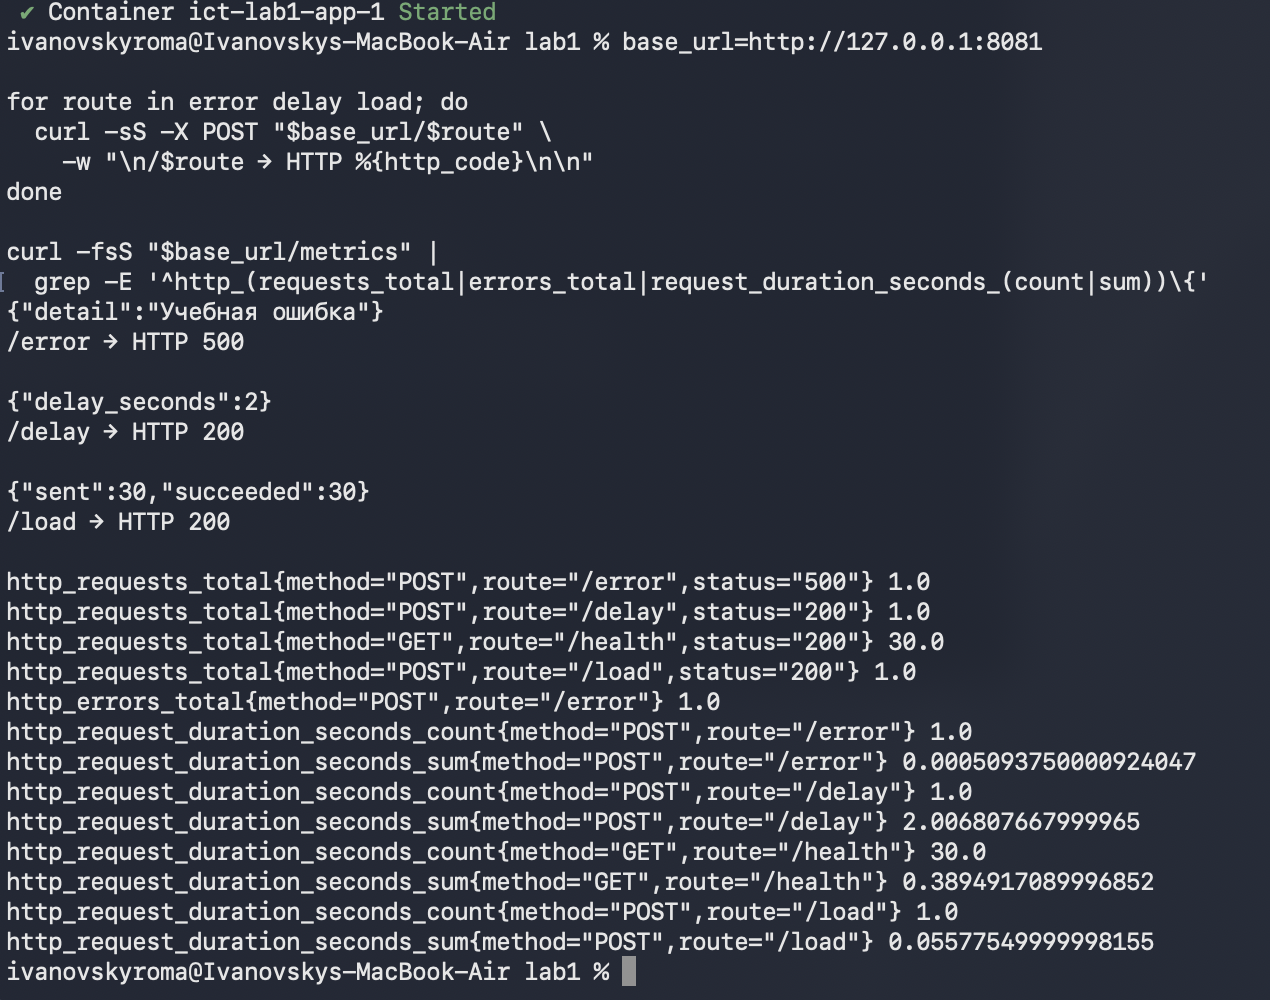 ✔ Container ict-lab1-app-1 Started
ivanovskyroma@Ivanovskys-MacBook-Air lab1 % base_url=http://127.0.0.1:8081
for route in error delay load; do
  curl -sS -X POST "$base_url/$route" \
    -w "\n/$route → HTTP %{http_code}\n\n"
done
curl -fsS "$base_url/metrics" |
  grep -E '^http_(requests_total|errors_total|request_duration_seconds_(count|sum))\{'
{"detail":"Учебная ошибка"}
/error → HTTP 500
{"delay_seconds":2}
/delay → HTTP 200
{"sent":30,"succeeded":30}
/load → HTTP 200
http_requests_total{method="POST",route="/error",status="500"} 1.0
http_requests_total{method="POST",route="/delay",status="200"} 1.0
http_requests_total{method="GET",route="/health",status="200"} 30.0
http_requests_total{method="POST",route="/load",status="200"} 1.0
http_errors_total{method="POST",route="/error"} 1.0
http_request_duration_seconds_count{method="POST",route="/error"} 1.0
http_request_duration_seconds_sum{method="POST",route="/error"} 0.0005093750000924047
http_request_duration_seconds_count{method="POST",route="/delay"} 1.0
http_request_duration_seconds_sum{method="POST",route="/delay"} 2.006807667999965
http_request_duration_seconds_count{method="GET",route="/health"} 30.0
http_request_duration_seconds_sum{method="GET",route="/health"} 0.3894917089996852
http_request_duration_seconds_count{method="POST",route="/load"} 1.0
http_request_duration_seconds_sum{method="POST",route="/load"} 0.05577549999998155
ivanovskyroma@Ivanovskys-MacBook-Air lab1 %